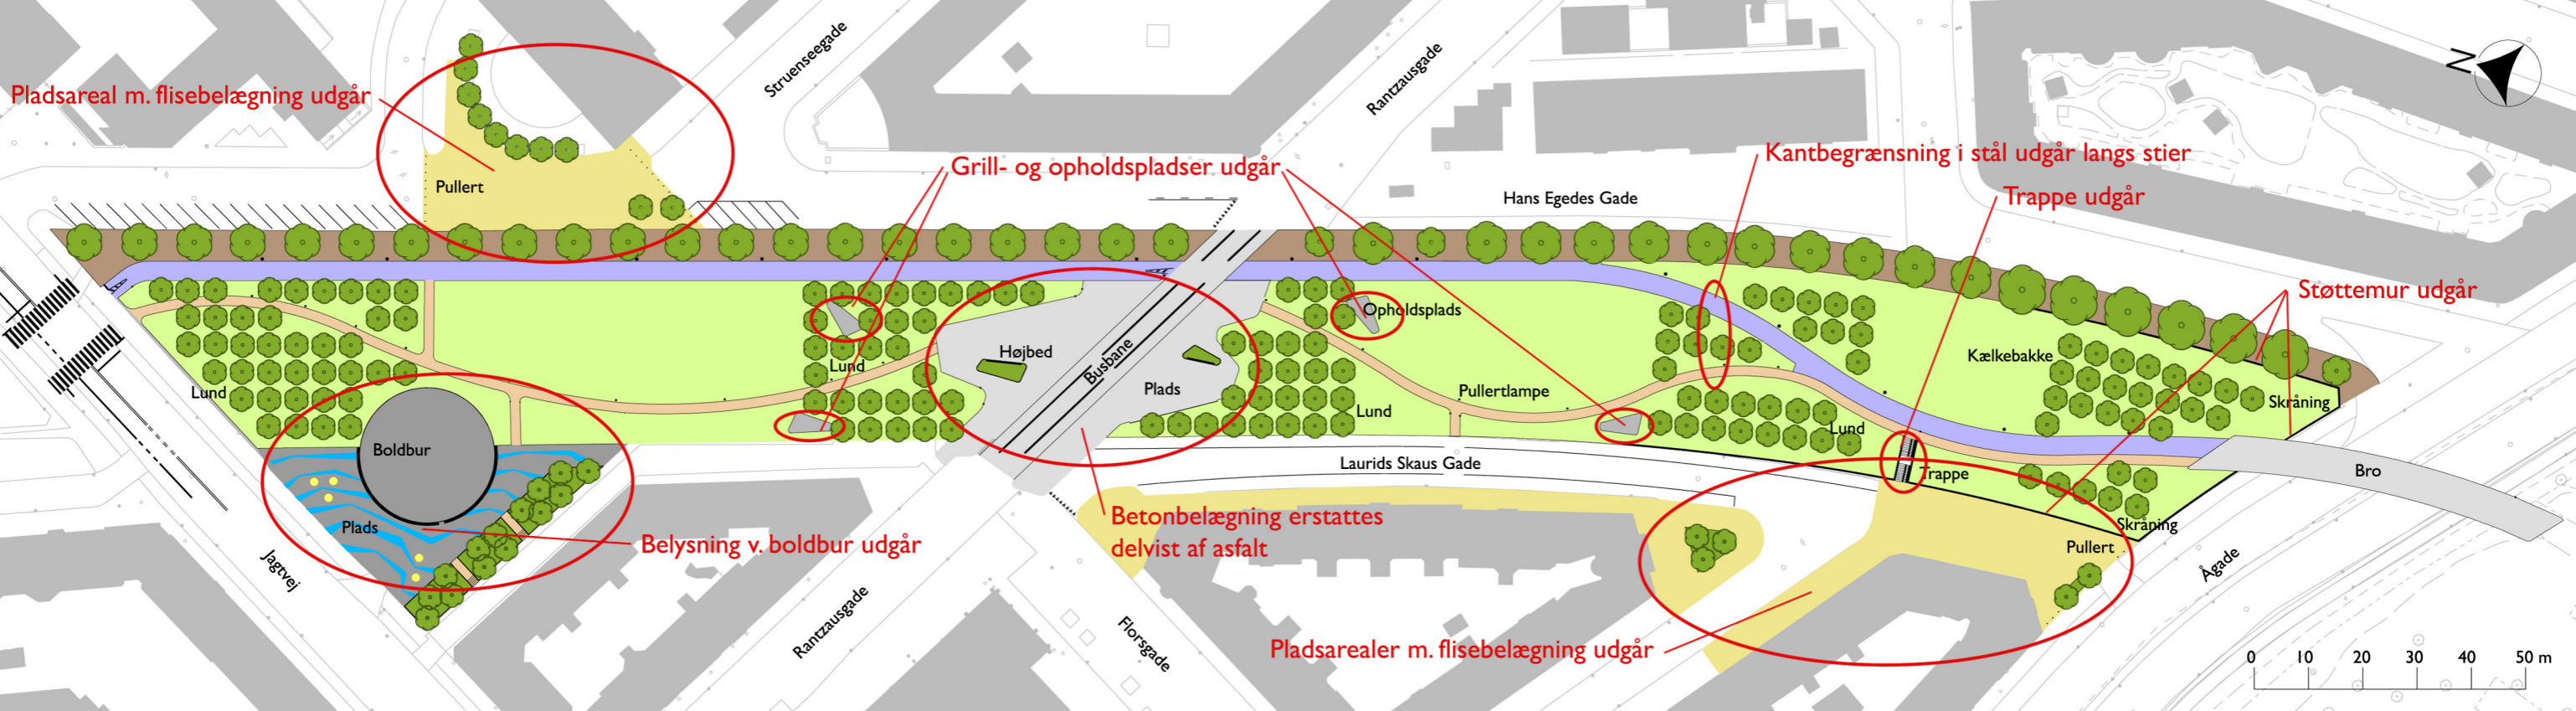 Struenseegade
Rantzausgade
N
Pladsareal m. flisebelægning udgår
Pullert
Grill- og opholdspladser udgår
Kantbegrænsning i stål udgår langs stier
Hans Egedes Gade
Trappe udgår
Støttemur udgår
Opholdsplads
Højbed
Busbane
Plads
Lund
Lund
Pullertlampe
Lund
Kælkebakke
Skråning
Lund
Boldbur
Laurids Skaus Gade
Trappe
Bro
Plads
Betonbelægning erstattes
delvist af asfalt
Belysning v. boldbur udgår
Skråning
Pullert
Jagtvej
Rantzausgade
Florsgade
Ågade
Pladsarealer m. flisebelægning udgår
0 10 20 30 40 50 m